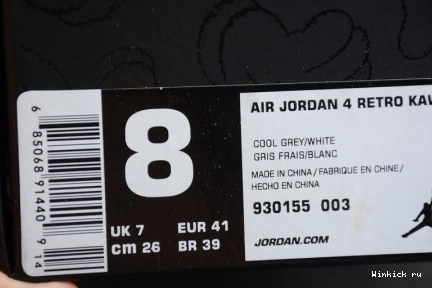 6 85068 91440 9 14
8
UK 7 EUR 41
cm 26 BR 39
AIR JORDAN 4 RETRO KAW
COOL GREY/WHITE
GRIS FRAIS/BLANC
MADE IN CHINA/FABRIQUE EN CHINE/
HECHO EN CHINA
930155 003
JORDAN.COM
Winkick ru